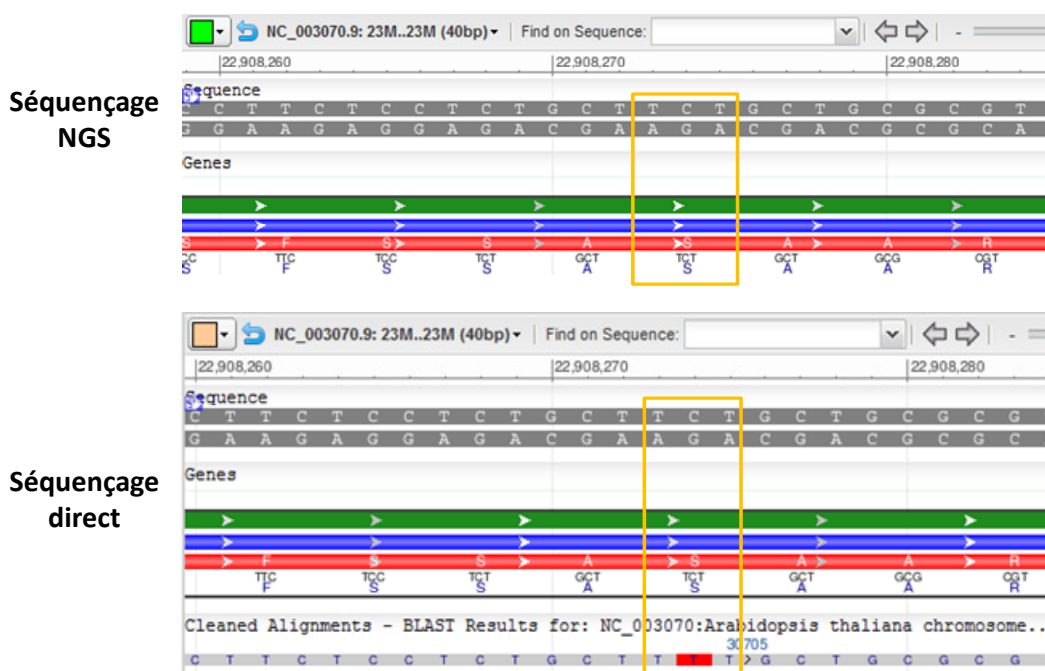 Séquençage
NGS
NC_003070.9: 23M..23M (40bp) Find on Sequence: -
22,908,260 22,908,270 22,908,280
Sequence
C C T T C T C C T C T G C T T C T G C T G C G C G T
G G A A G A G G A G A C G A A G A C G A C G C G C A
Genes
S F S S A S A A R
CC TTC TCC TCT GCT TCT GCT GCG CGT
S F S S A S A A R
Séquençage
direct
NC_003070.9: 23M..23M (40bp) Find on Sequence: -
22,908,260 22,908,270 22,908,280
Sequence
C T T C T C C T C T G C T T C T G C T G C G C G
G A A G A G G A G A C G A A G A C G A C G C G C
Genes
F S S A S A A R
TTC TCC TCT GCT TCT GCT GCG CGT
F S S A S A A R
Cleaned Alignments - BLAST Results for: NC_003070:Arabidopsis thaliana chromosome..
30705
C T T C T C C T C T G C T T T T G C T G C G C G